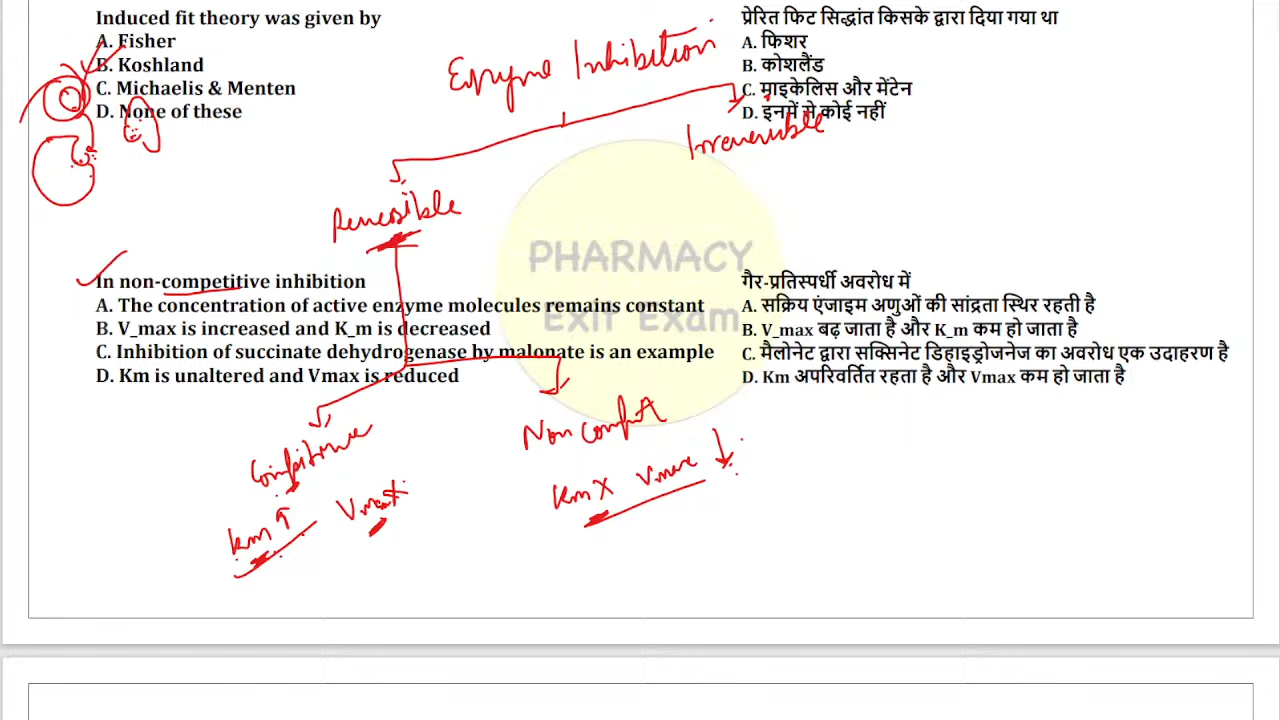 Induced fit theory was given by
A. Fisher
B. Koshland
C. Michaelis & Menten
D. None of these
प्रेरित फिट सिद्धांत किसके द्वारा दिया गया था
A. फिशर
B. कोशलैंड
C. माइकेलिस और मेंटेन
D. इनमें से कोई नहीं
Enzyme Inhibition
Irreversible
Reversible
PHARMACY
Exit Exam
In non-competitive inhibition
A. The concentration of active enzyme molecules remains constant
B. V_max is increased and K_m is decreased
C. Inhibition of succinate dehydrogenase by malonate is an example
D. Km is unaltered and Vmax is reduced
गैर-प्रतिस्पर्धी अवरोध में
A. सक्रिय एंजाइम अणुओं की सांद्रता स्थिर रहती है
B. V_max बढ़ जाता है और K_m कम हो जाता है
C. मैलोनेट द्वारा सक्सिनेट डिहाइड्रोजनेज का अवरोध एक उदाहरण है
D. Km अपरिवर्तित रहता है और Vmax कम हो जाता है
Non
Km ↑
Km X Vmax ↓